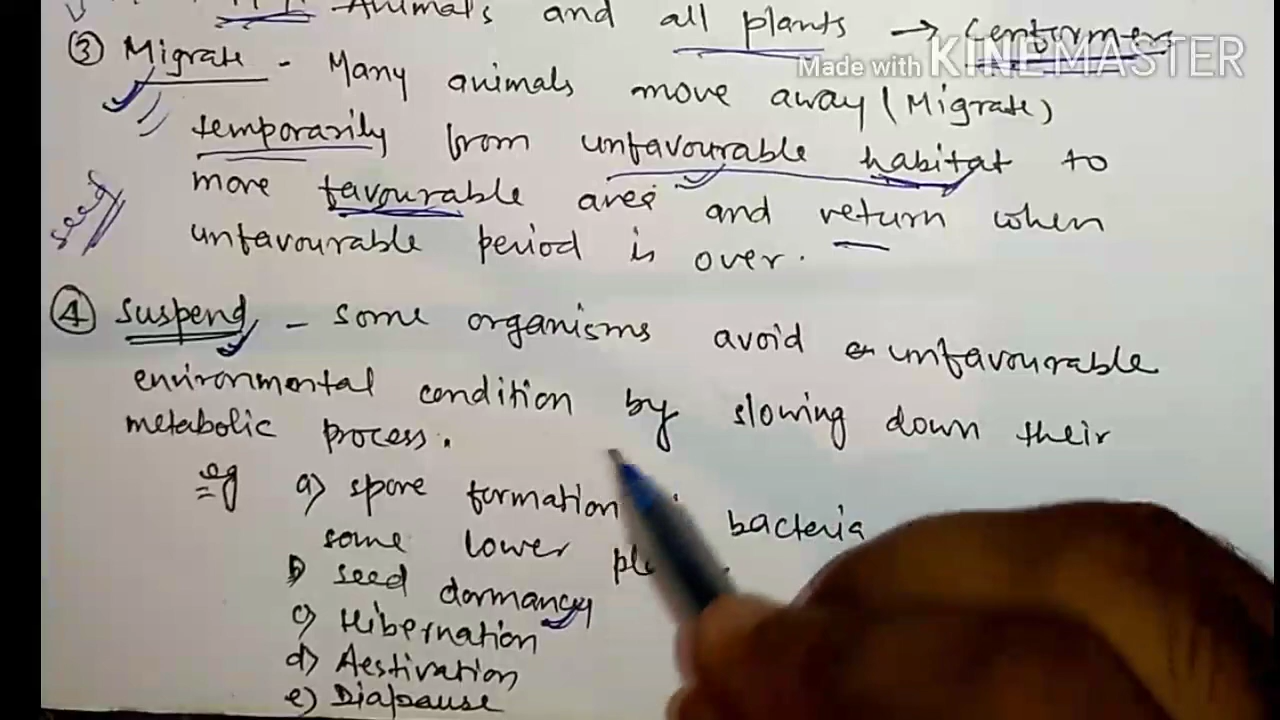 Animals and all plants → Conformers
Made with KINEMASTER
③ Migrate - Many animals move away (Migrate)
temporarily from unfavourable habitat to
more favourable area and return when
unfavourable period is over.
seed
④ Suspend - Some organisms avoid unfavourable
environmental condition by slowing down their
metabolic process.
eg a) spore formation bacteria
some lower
b) seed dormancy
c) Hibernation
d) Aestivation
e) Diapause